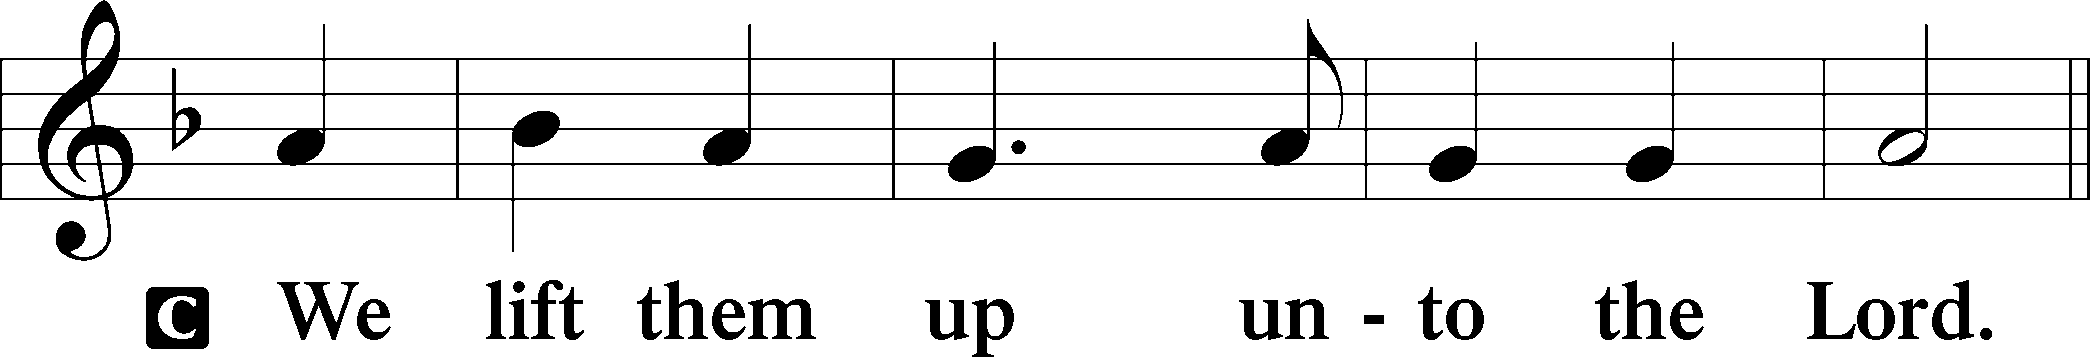 C We lift them up un - to the Lord.